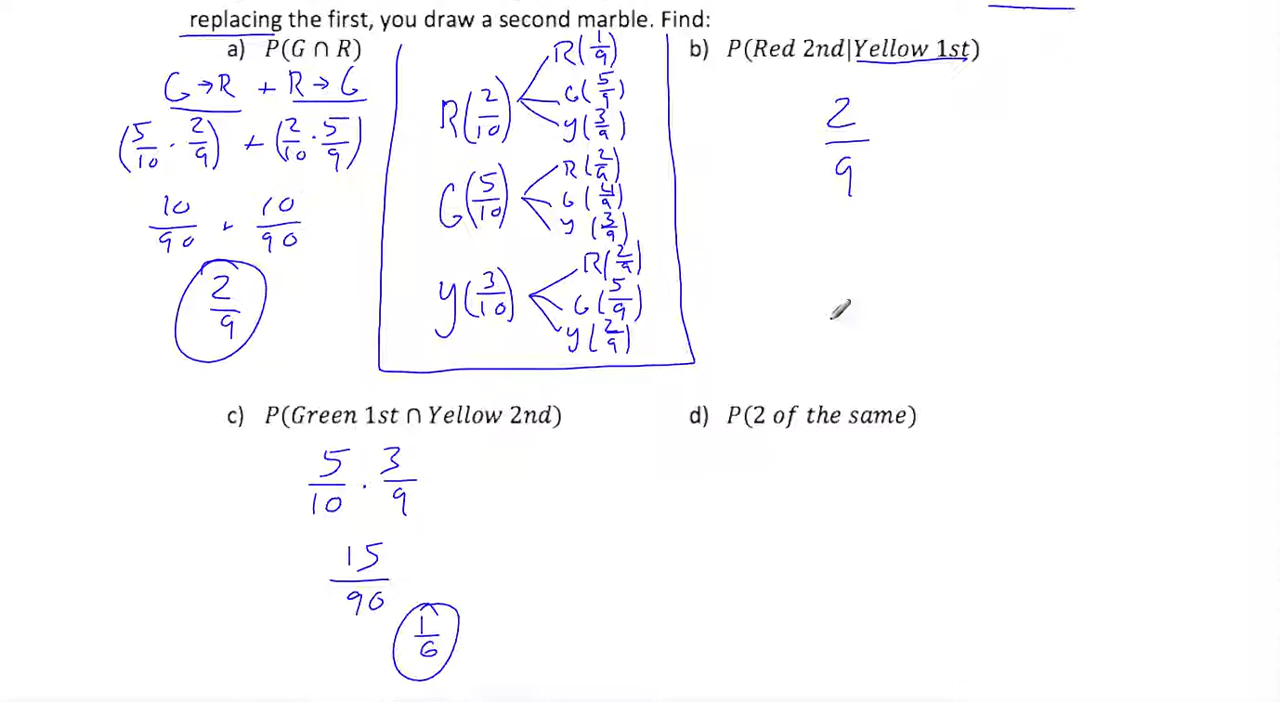 replacing the first, you draw a second marble. Find:
a) P(G ∩ R)
G → R + R → G
(5/10 · 2/9) + (2/10 · 5/9)
10/90 + 10/90
2/9
R(2/10)
R(1/9)
G(5/9)
y(3/9)
G(5/10)
R(2/9)
G(4/9)
y(3/9)
y(3/10)
R(2/9)
G(5/9)
y(2/9)
b) P(Red 2nd|Yellow 1st)
2/9
c) P(Green 1st ∩ Yellow 2nd)
5/10 · 3/9
15/90
1/6
d) P(2 of the same)